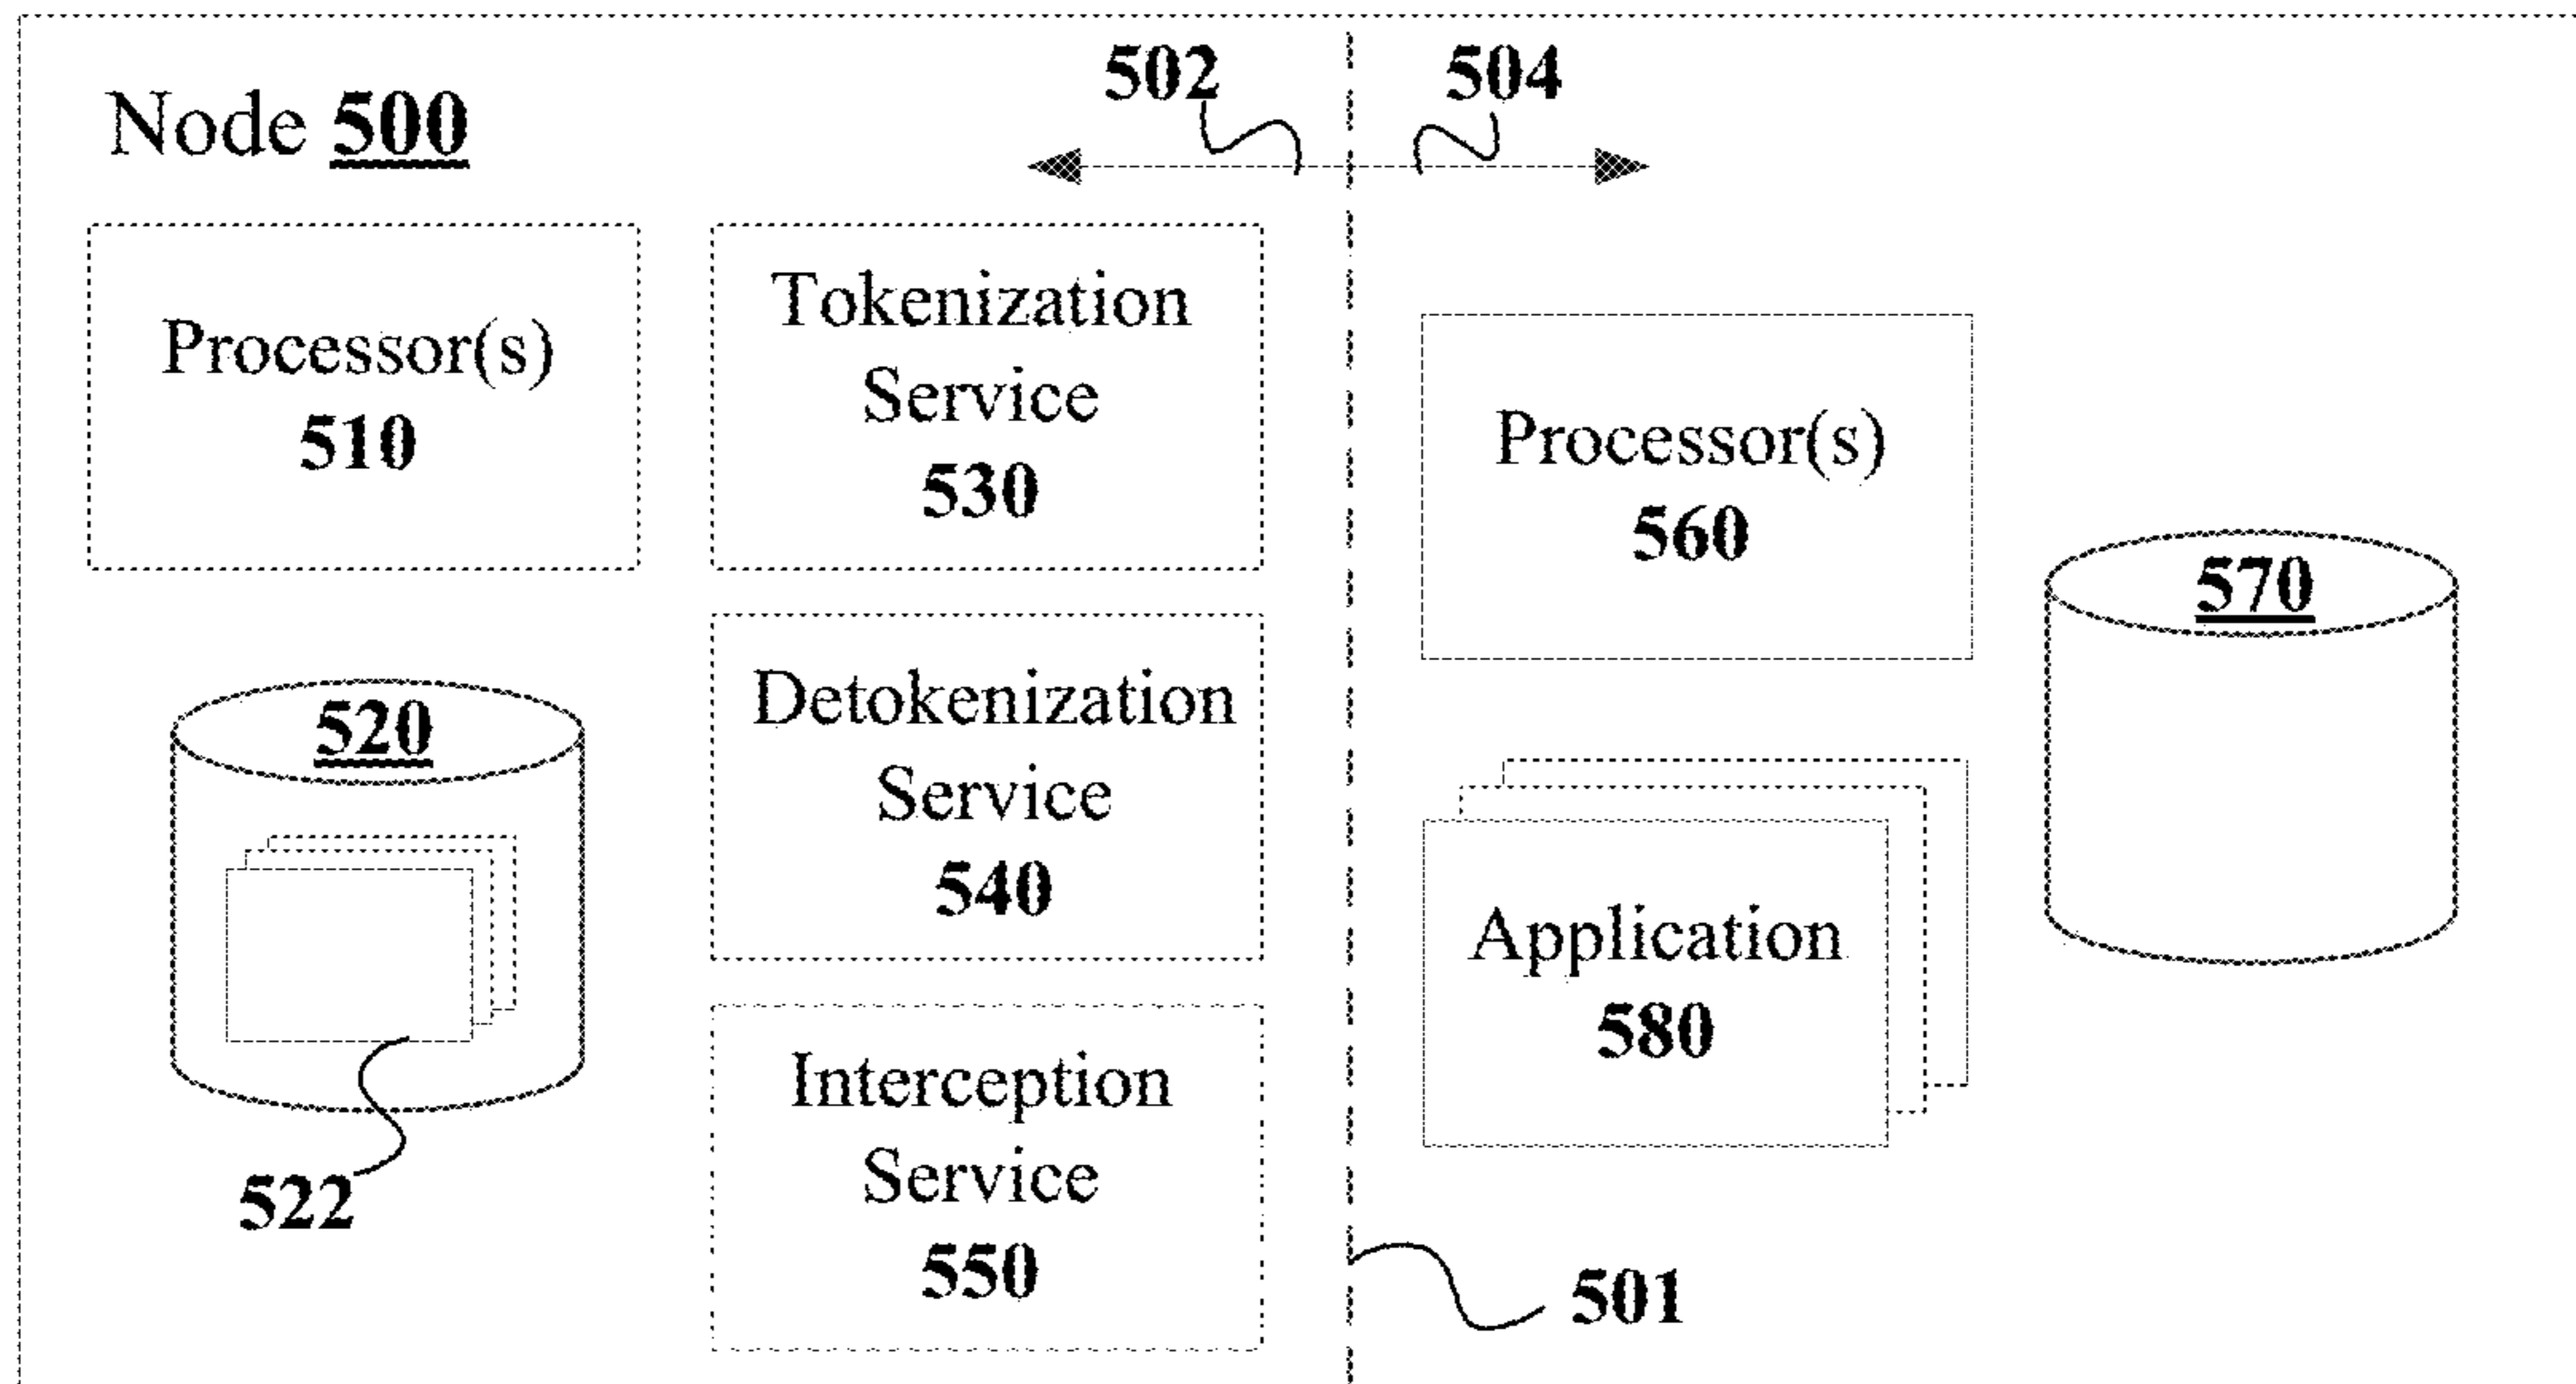 Node 500
502
504
Processor(s)
510
Tokenization
Service
530
Processor(s)
560
570
520
Detokenization
Service
540
Application
580
522
Interception
Service
550
501